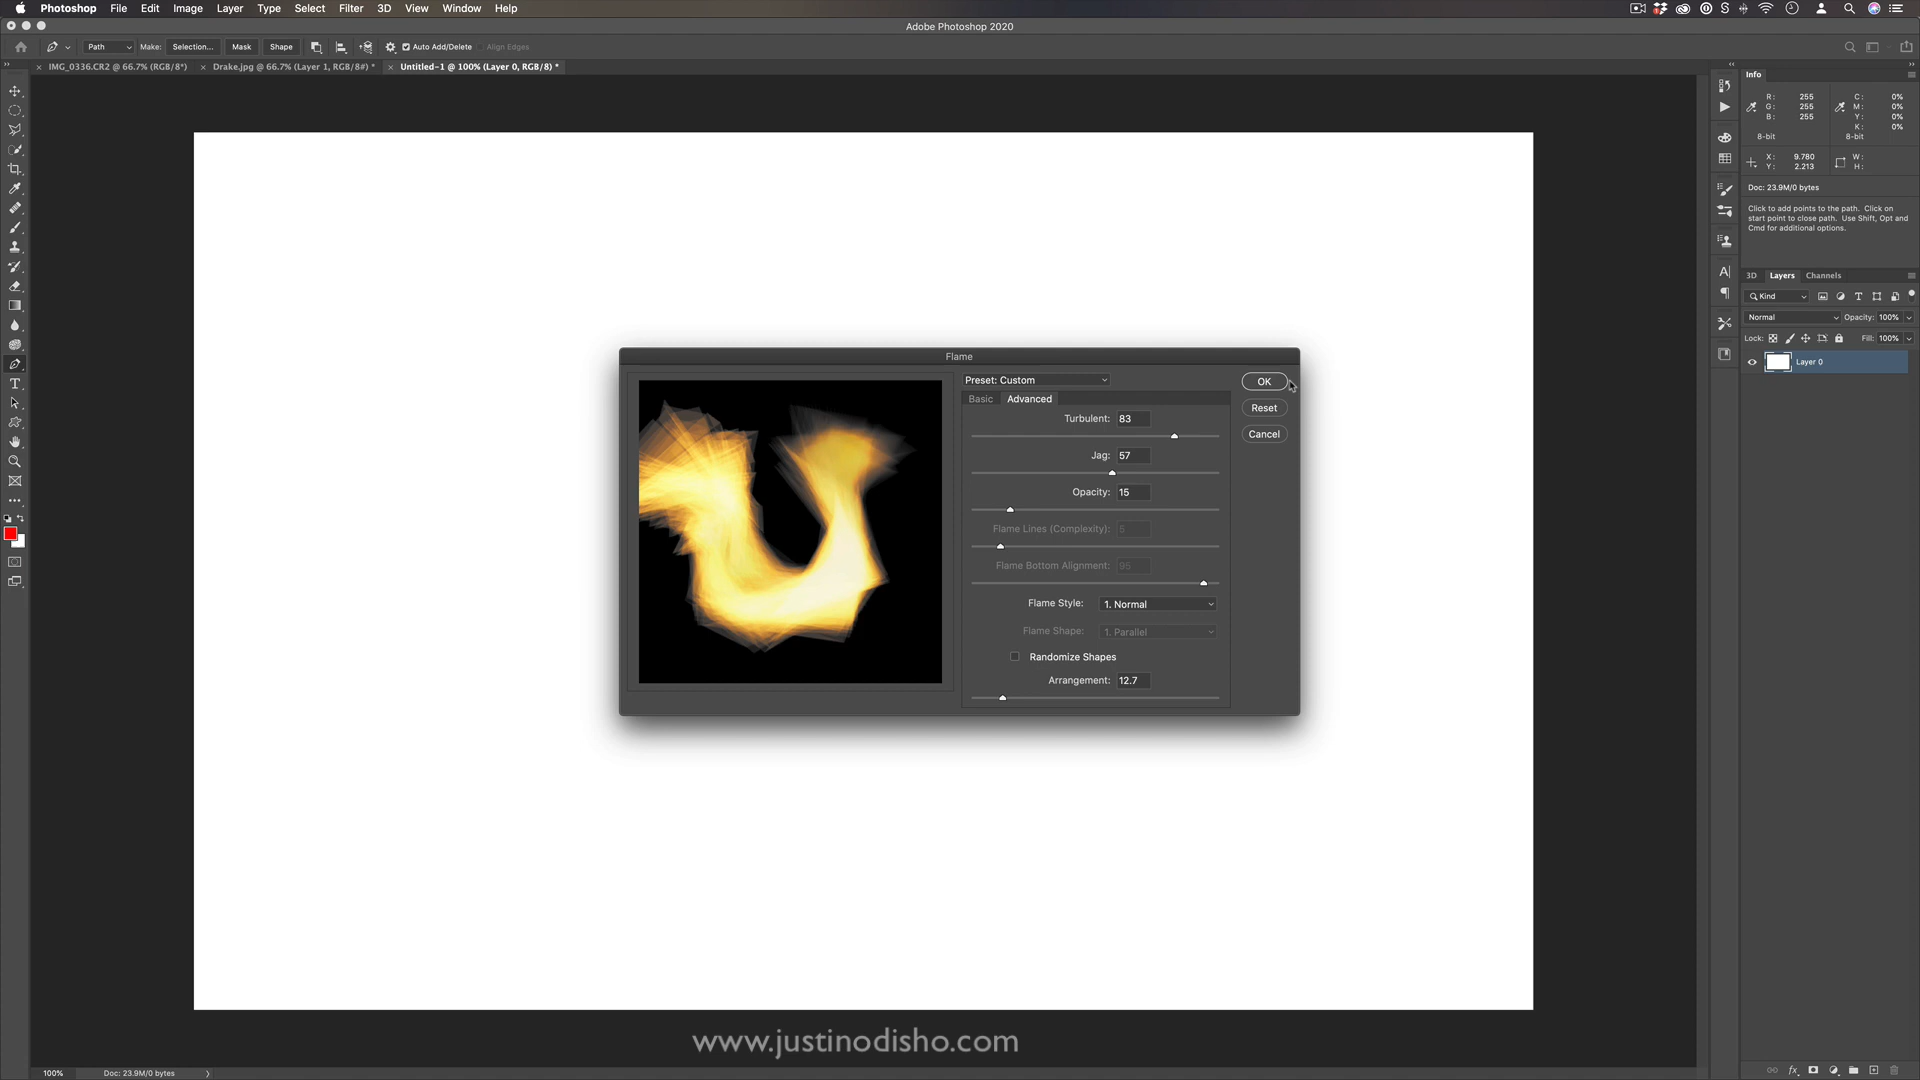 Photoshop File Edit Image Layer Type Select Filter 3D View Window Help
Adobe Photoshop 2020
Path Make: Selection... Mask Shape Auto Add/Delete Align Edges
IMG_0336.CR2 @ 66.7% (RGB/8*) Drake.jpg @ 66.7% (Layer 1, RGB/8#) * Untitled-1 @ 100% (Layer 0, RGB/8) *
Info
R: 255 C: 0%
G: 255 M: 0%
B: 255 Y: 0%
K: 0%
8-bit 8-bit
X: 9.780 W:
Y: 2.213 H:
Doc: 23.9M/0 bytes
Click to add points to the path. Click on
start point to close path. Use Shift, Opt and
Cmd for additional options.
3D Layers Channels
Kind
Normal Opacity: 100%
Lock: Fill: 100%
Layer 0
Flame
Preset: Custom OK
Basic Advanced
Reset
Turbulent: 83
Cancel
Jag: 57
Opacity: 15
Flame Lines (Complexity): 5
Flame Bottom Alignment: 95
Flame Style: 1. Normal
Flame Shape: 1. Parallel
Randomize Shapes
Arrangement: 12.7
www.justinodisho.com
100% Doc: 23.9M/0 bytes